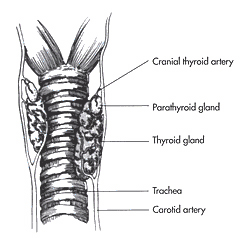 Cranial thyroid artery
Parathyroid gland
Thyroid gland
Trachea
Carotid artery